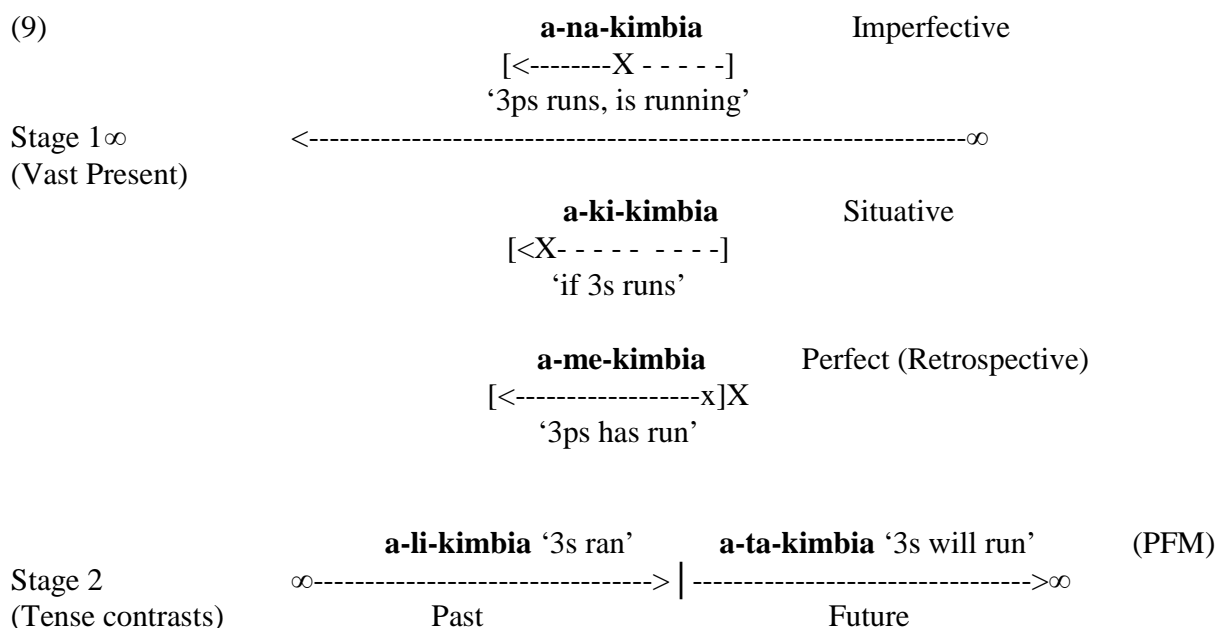 (9) a-na-kimbia Imperfective
[<--------X - - - - -]
‘3ps runs, is running’
Stage 1∞ <----------------------------------------------------------------∞
(Vast Present)
a-ki-kimbia Situative
[<X- - - - -  - - - -]
‘if 3s runs’
a-me-kimbia Perfect (Retrospective)
[<------------------x]X
‘3ps has run’
a-li-kimbia ‘3s ran’ a-ta-kimbia ‘3s will run’ (PFM)
Stage 2 ∞--------------------------------->|--------------------------------->∞
(Tense contrasts) Past Future